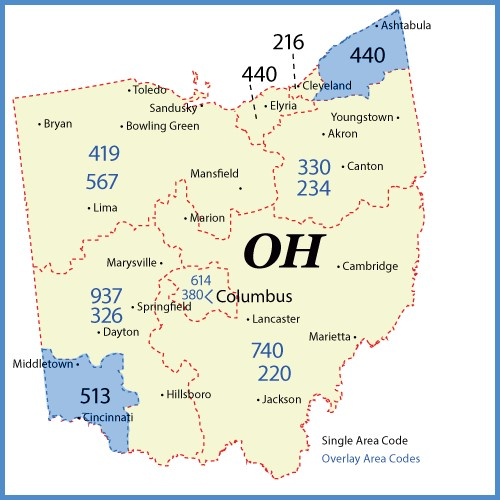 Ashtabula
216
440
440
Cleveland
Toledo
Sandusky
Elyria
Bryan
Bowling Green
Youngstown
Akron
419
567
Mansfield
330
234
Canton
Lima
Marion
OH
Marysville
Cambridge
614
380
Columbus
937
326
Springfield
Dayton
Lancaster
Marietta
740
220
Middletown
513
Hillsboro
Jackson
Cincinnati
Single Area Code
Overlay Area Codes